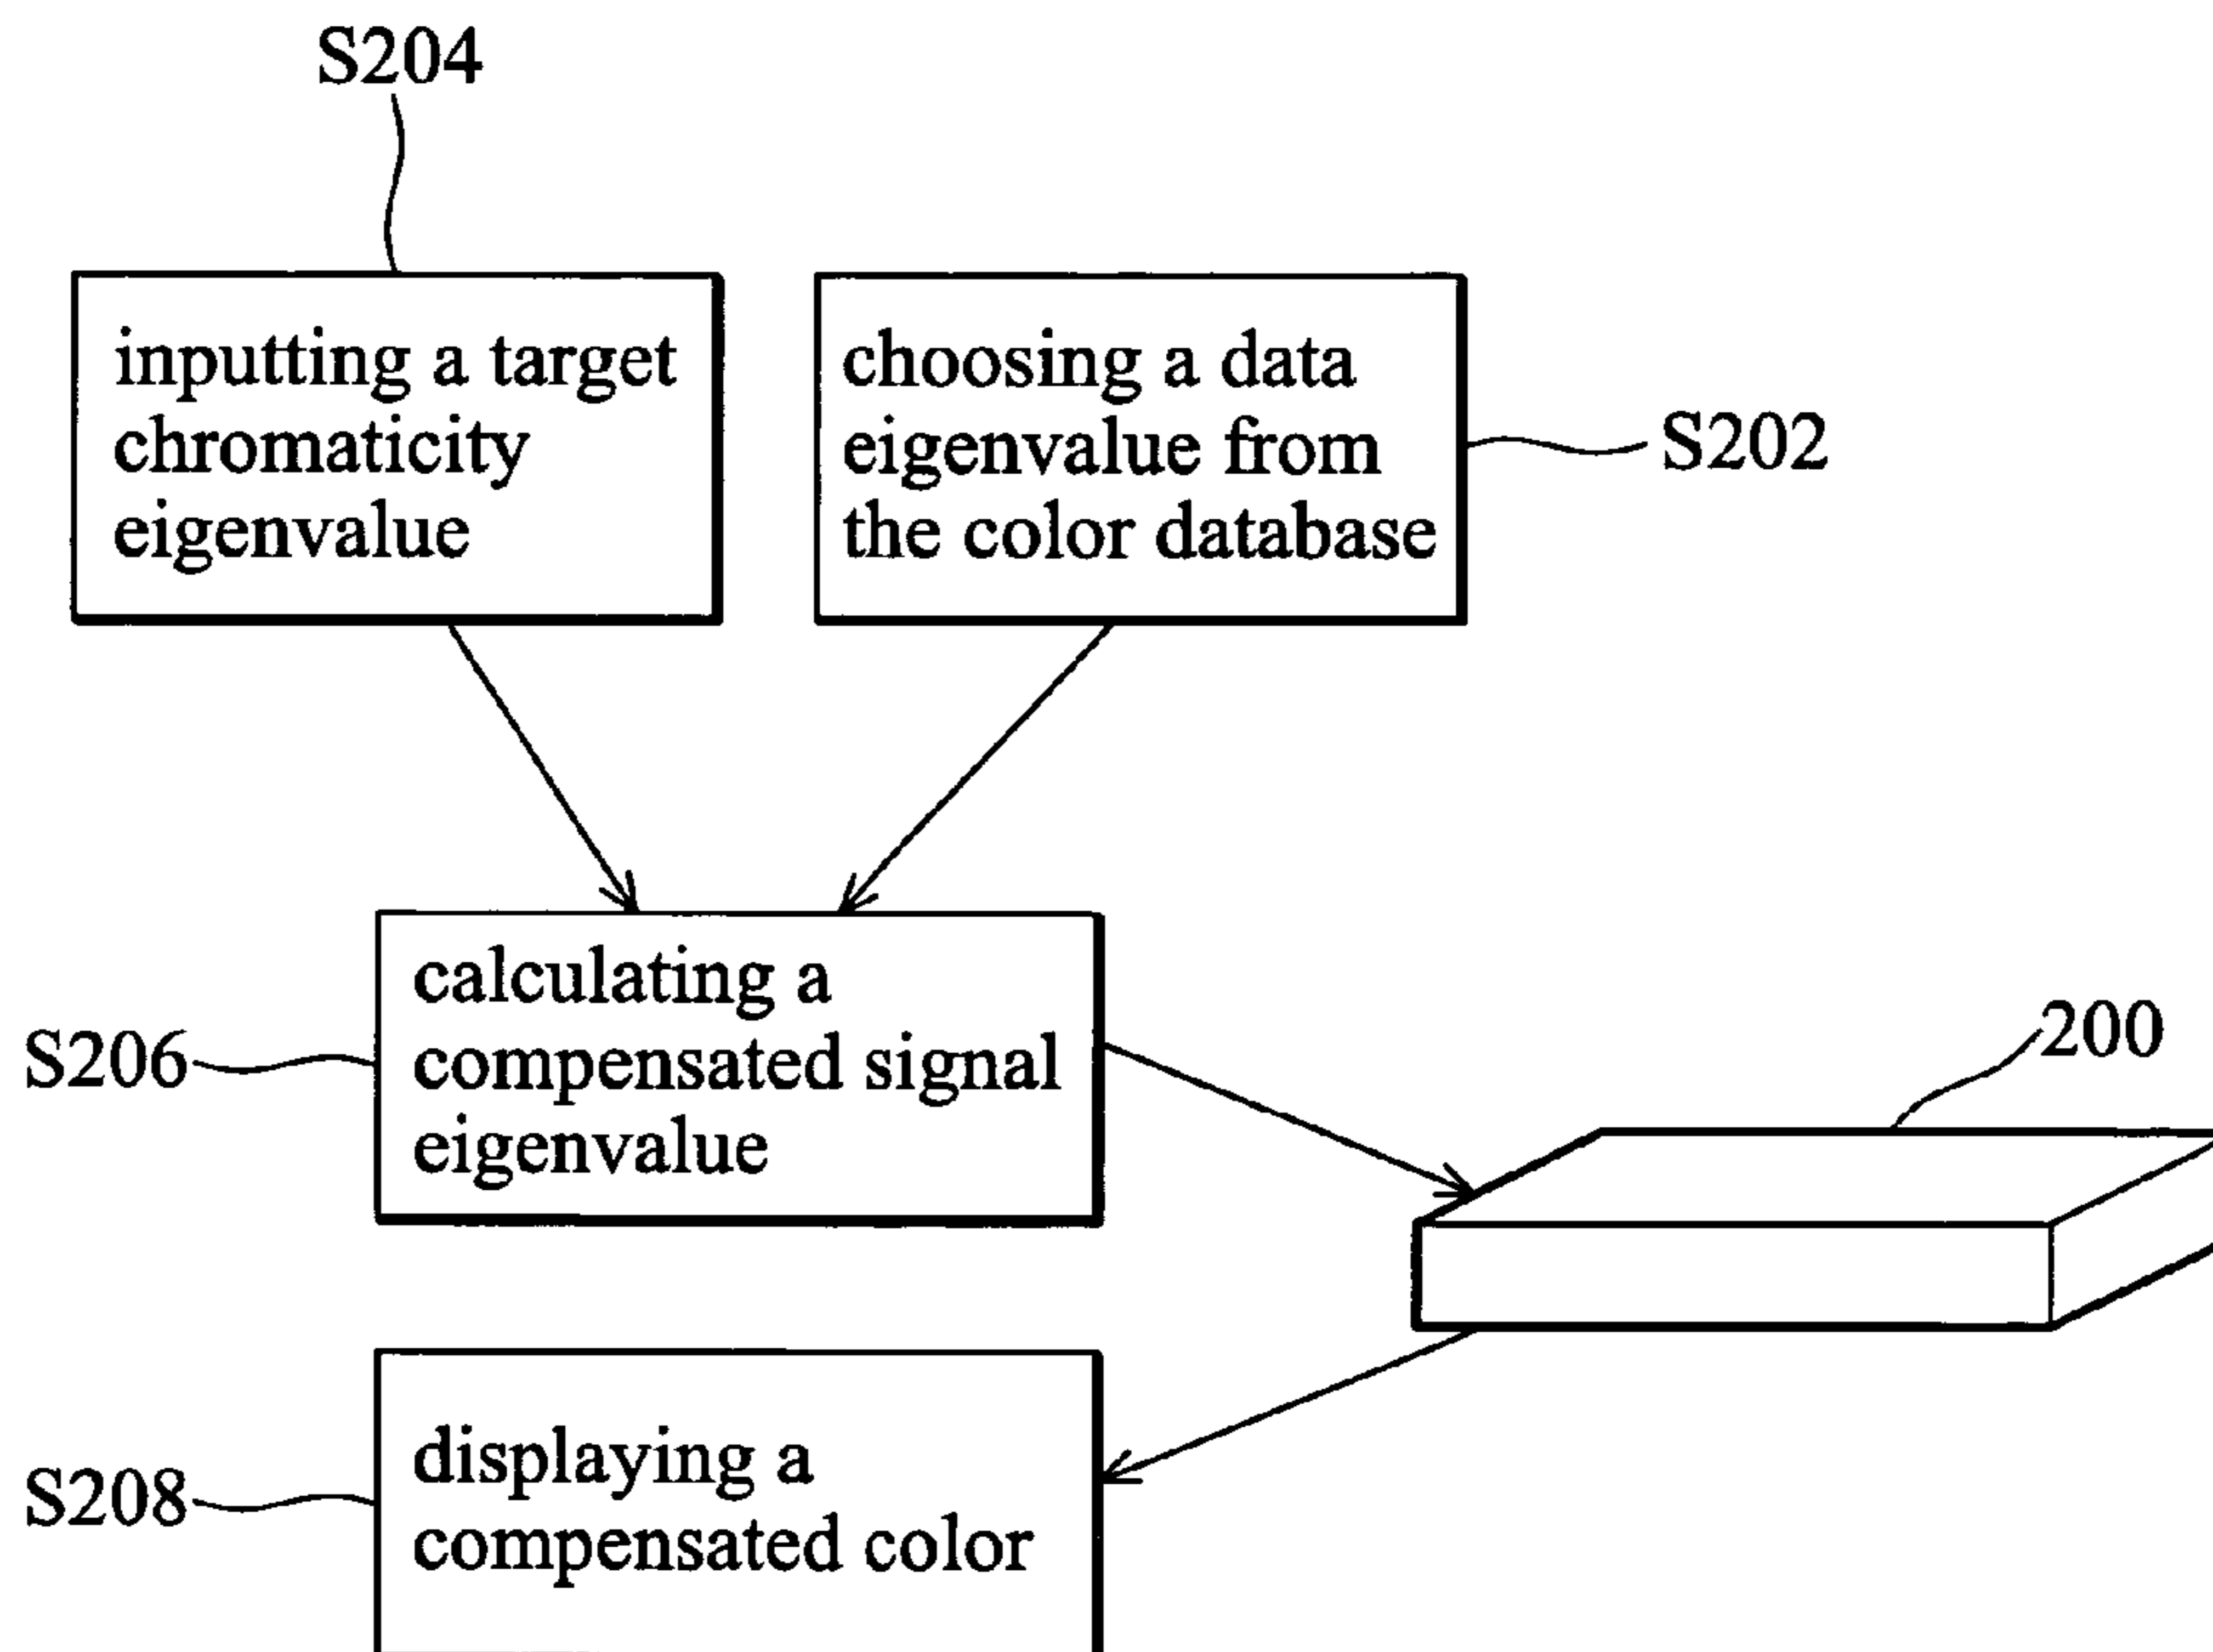 S204
inputting a target
chromaticity
eigenvalue
choosing a data
eigenvalue from
the color database
S202
calculating a
compensated signal
eigenvalue
S206
200
displaying a
compensated color
S208